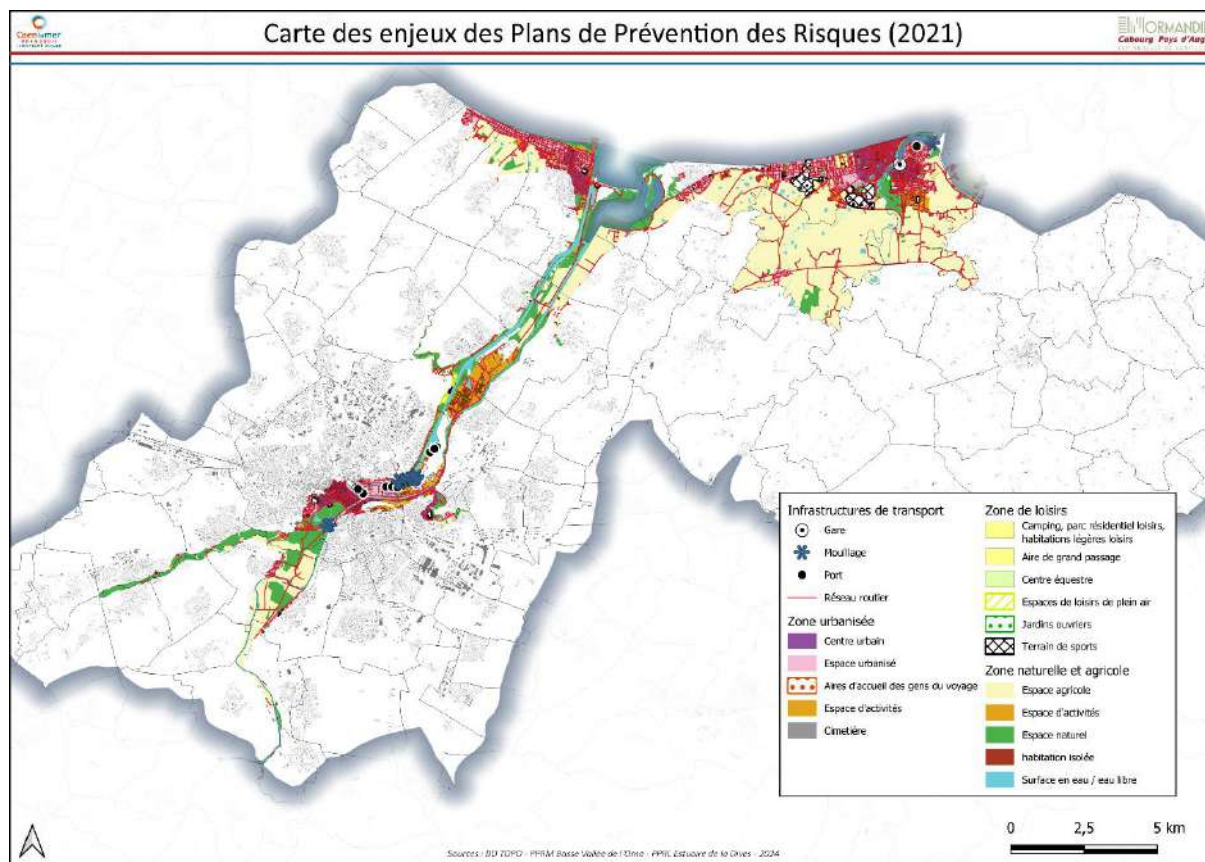 Caen la mer
NORMANDIE
Carte des enjeux des Plans de Prévention des Risques (2021)
NORMANDIE
Cabourg Pays d'Auge
Infrastructures de transport
Gare
Mouillage
Port
Réseau routier
Zone urbanisée
Centre urbain
Espace urbanisé
Aires d'accueil des gens du voyage
Espace d'activités
Cimetière
Zone de loisirs
Camping, parc résidentiel loisirs,
habitations légères loisirs
Aire de grand passage
Centre équestre
Espaces de loisirs de plein air
Jardins ouvriers
Terrain de sports
Zone naturelle et agricole
Espace agricole
Espace d'activités
Espace naturel
habitation isolée
Surface en eau / eau libre
0 2,5 5 km
Sources : BD TOPO - PPRM Basse Vallée de l'Orne - PPRL Estuaire de la Dives - 2024